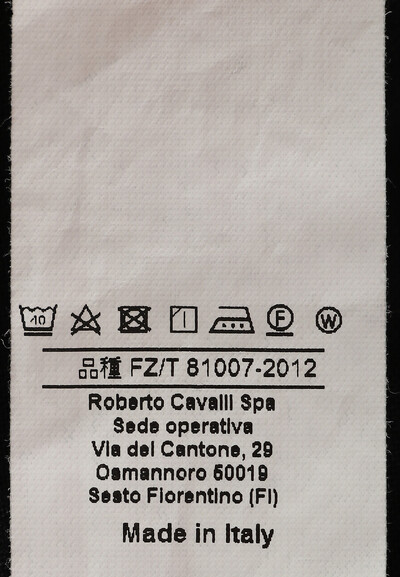 40 F W
品種 FZ/T 81007-2012
Roberto Cavalli Spa
Sede operativa
Via del Cantone, 29
Osmannoro 50019
Sesto Fiorentino (FI)
Made in Italy